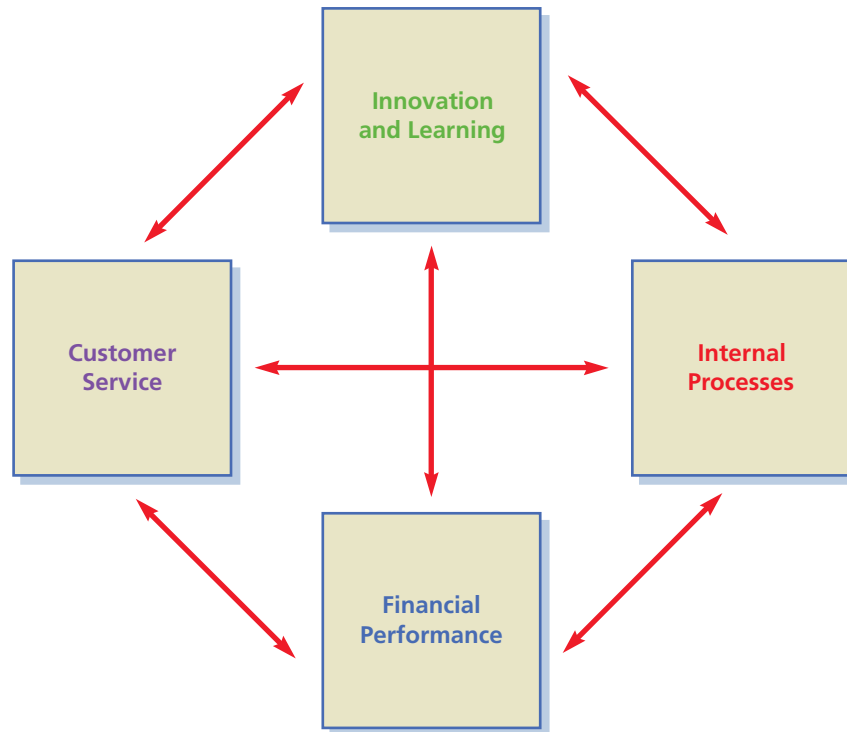 Innovation
and Learning
Customer
Service
Internal
Processes
Financial
Performance